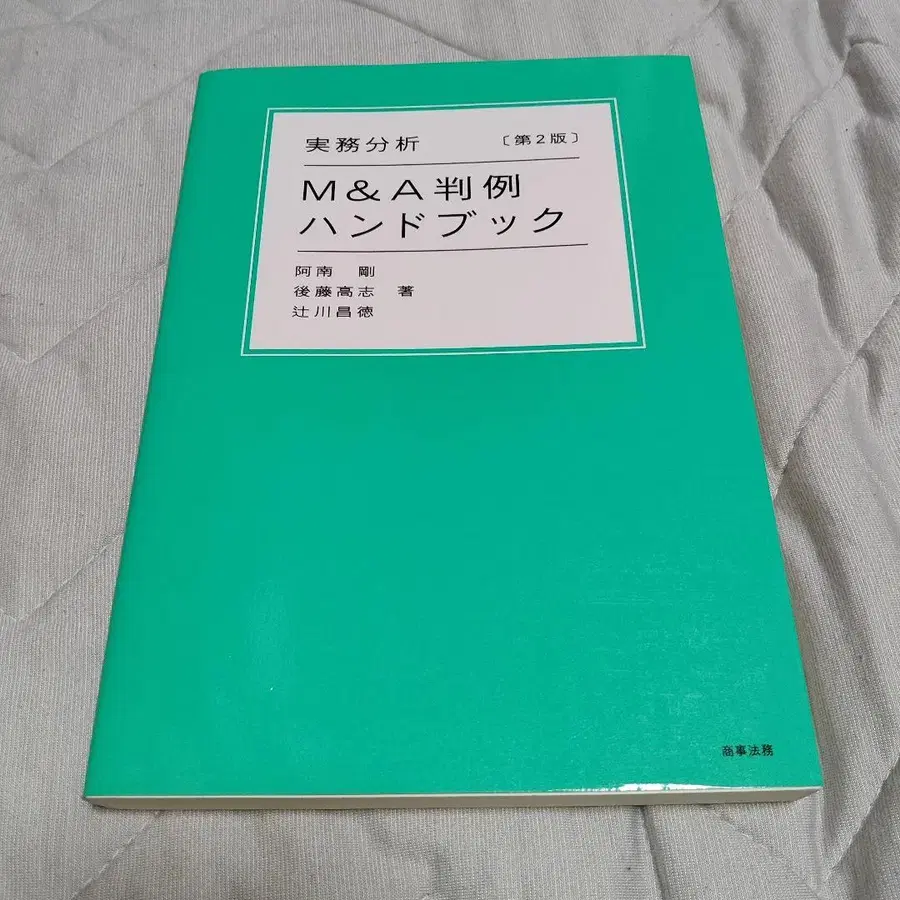 実務分析 〔第2版〕
M&A判例
ハンドブック
阿南 剛
後藤高志 著
辻川昌徳
商事法務